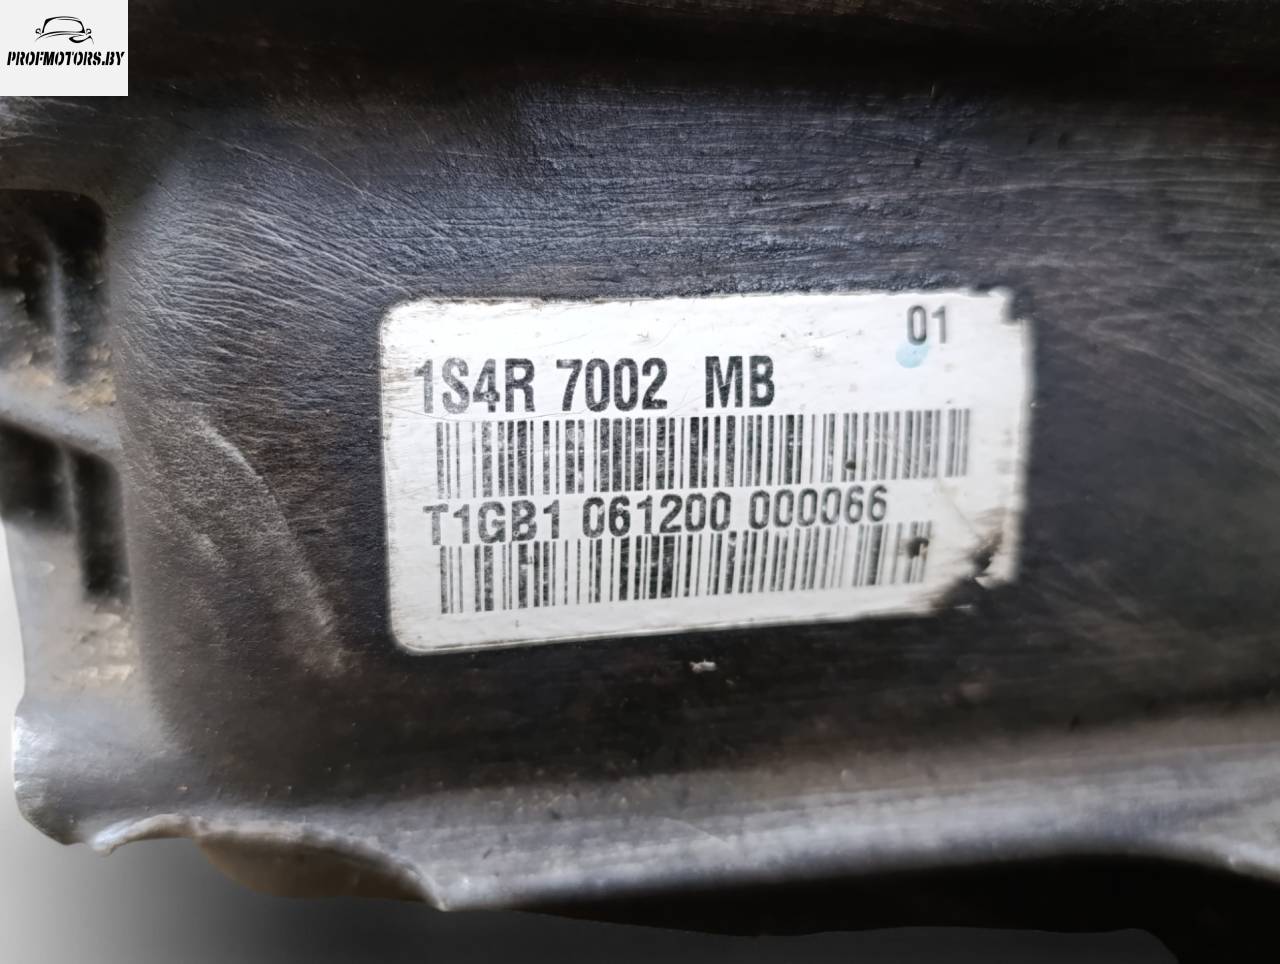 PROFMOTORS.BY
01
1S4R 7002 MB
T1GB1 061200 000066